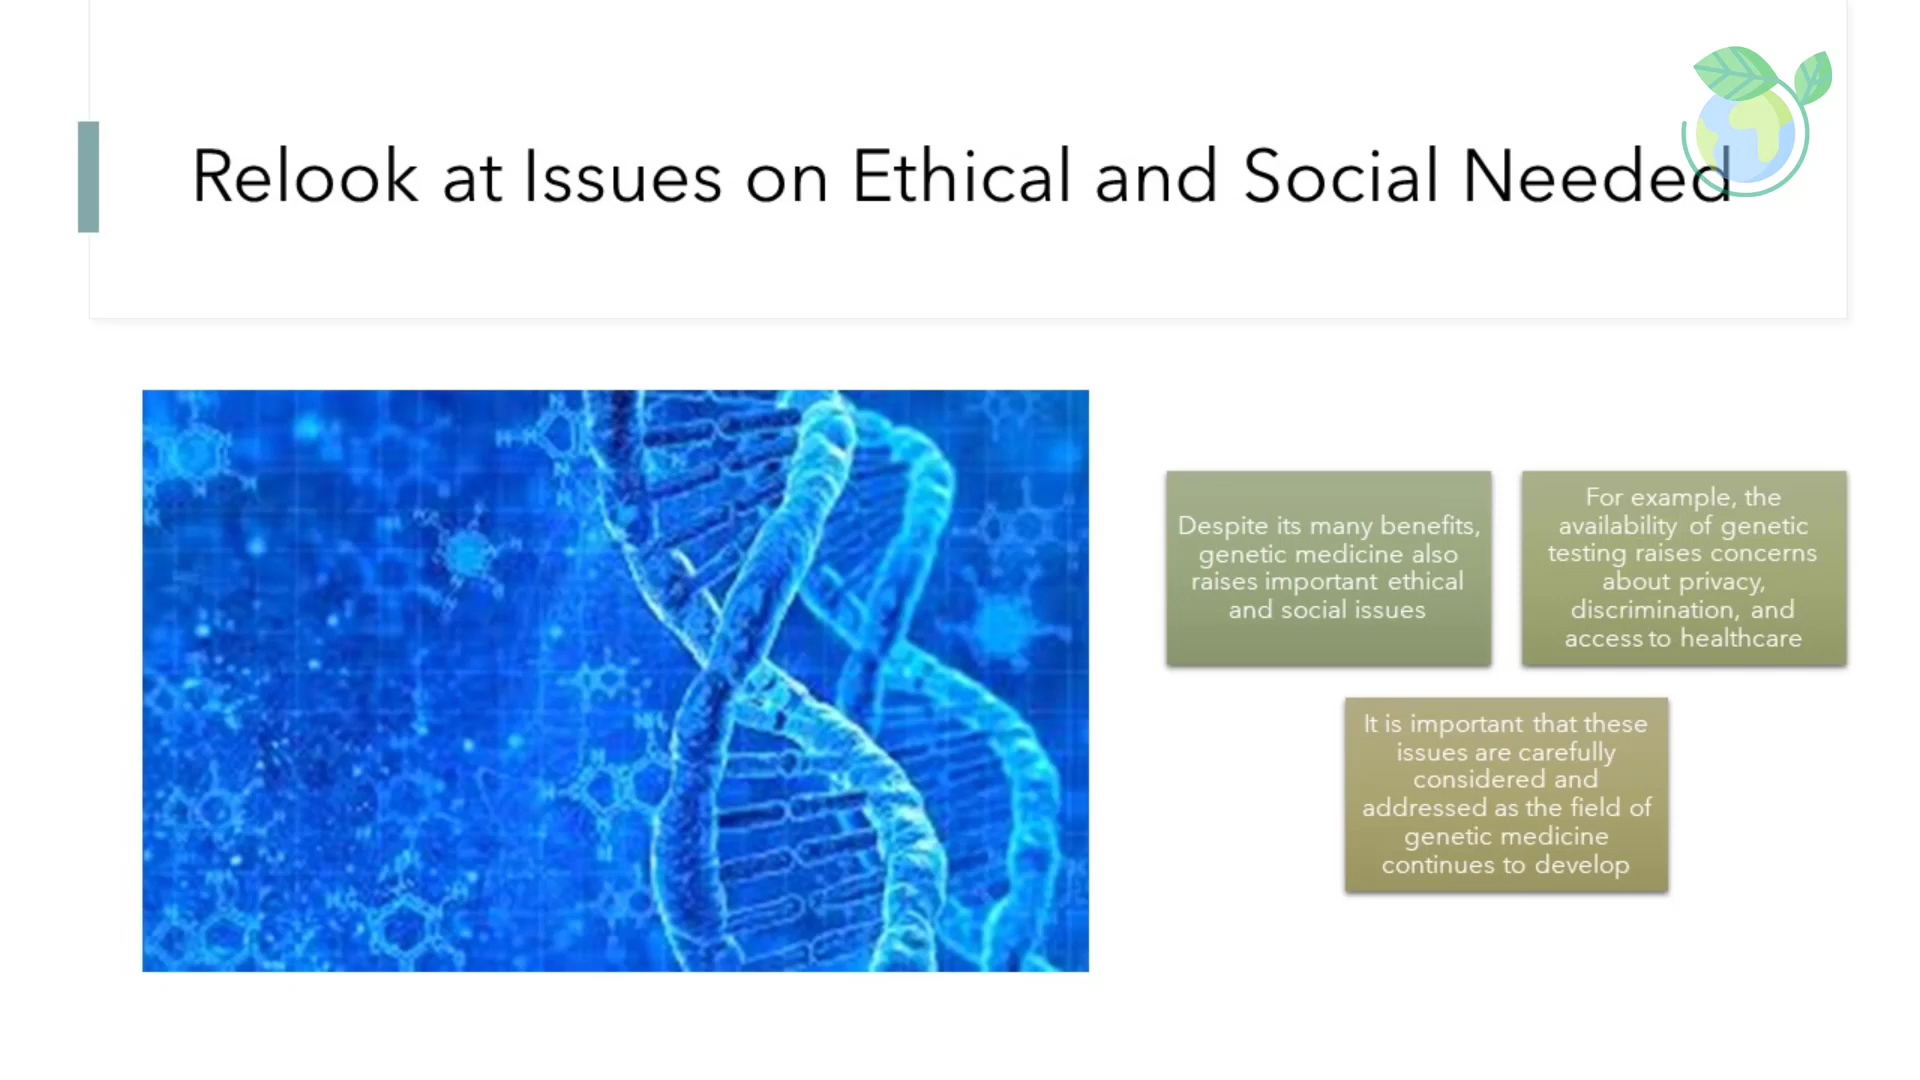 Relook at Issues on Ethical and Social Needed
Despite its many benefits,
genetic medicine also
raises important ethical
and social issues
For example, the
availability of genetic
testing raises concerns
about privacy,
discrimination, and
access to healthcare
It is important that these
issues are carefully
considered and
addressed as the field of
genetic medicine
continues to develop